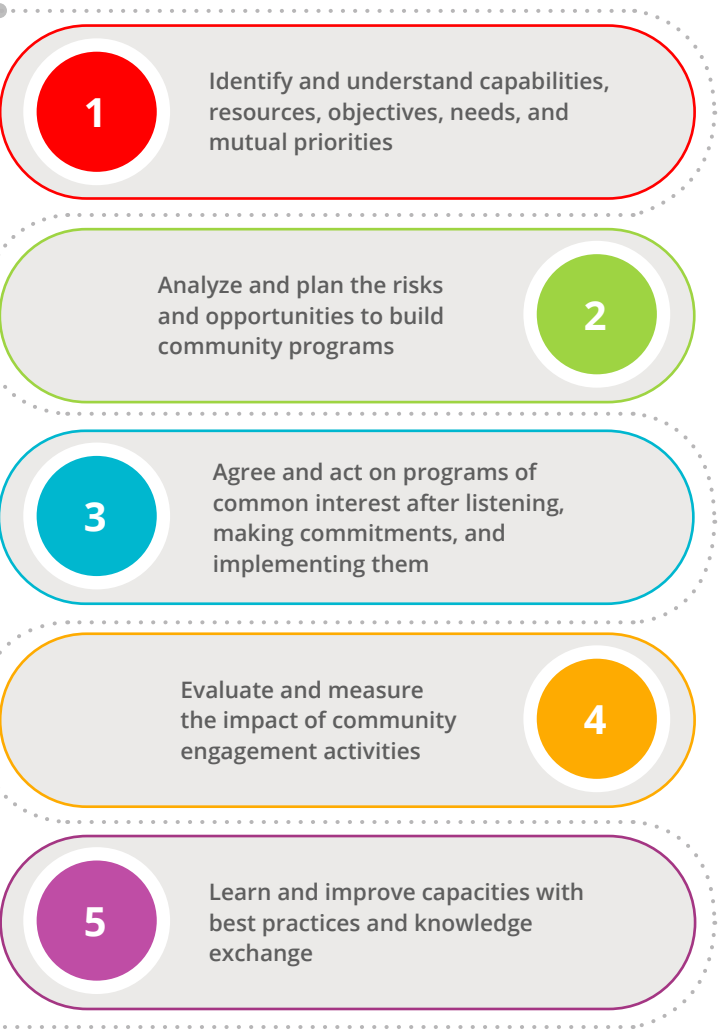 1
Identify and understand capabilities,
resources, objectives, needs, and
mutual priorities
Analyze and plan the risks
and opportunities to build
community programs
2
3
Agree and act on programs of
common interest after listening,
making commitments, and
implementing them
Evaluate and measure
the impact of community
engagement activities
4
5
Learn and improve capacities with
best practices and knowledge
exchange